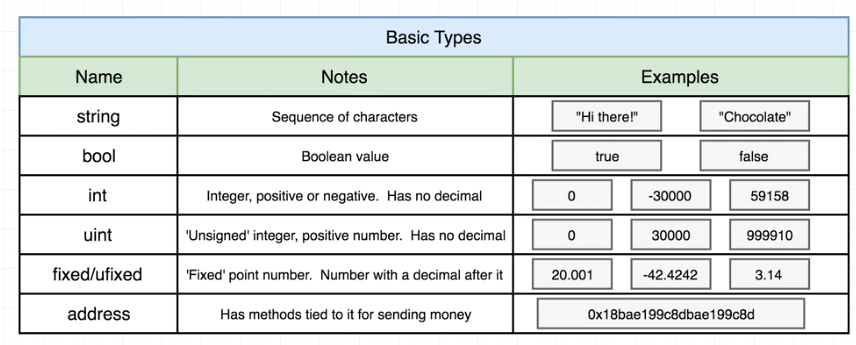 Basic Types
Name Notes Examples
string Sequence of characters "Hi there!" "Chocolate"
bool Boolean value true false
int Integer, positive or negative. Has no decimal 0 -30000 59158
uint 'Unsigned' integer, positive number. Has no decimal 0 30000 999910
fixed/ufixed 'Fixed' point number. Number with a decimal after it 20.001 -42.4242 3.14
address Has methods tied to it for sending money 0x18bae199c8dbae199c8d